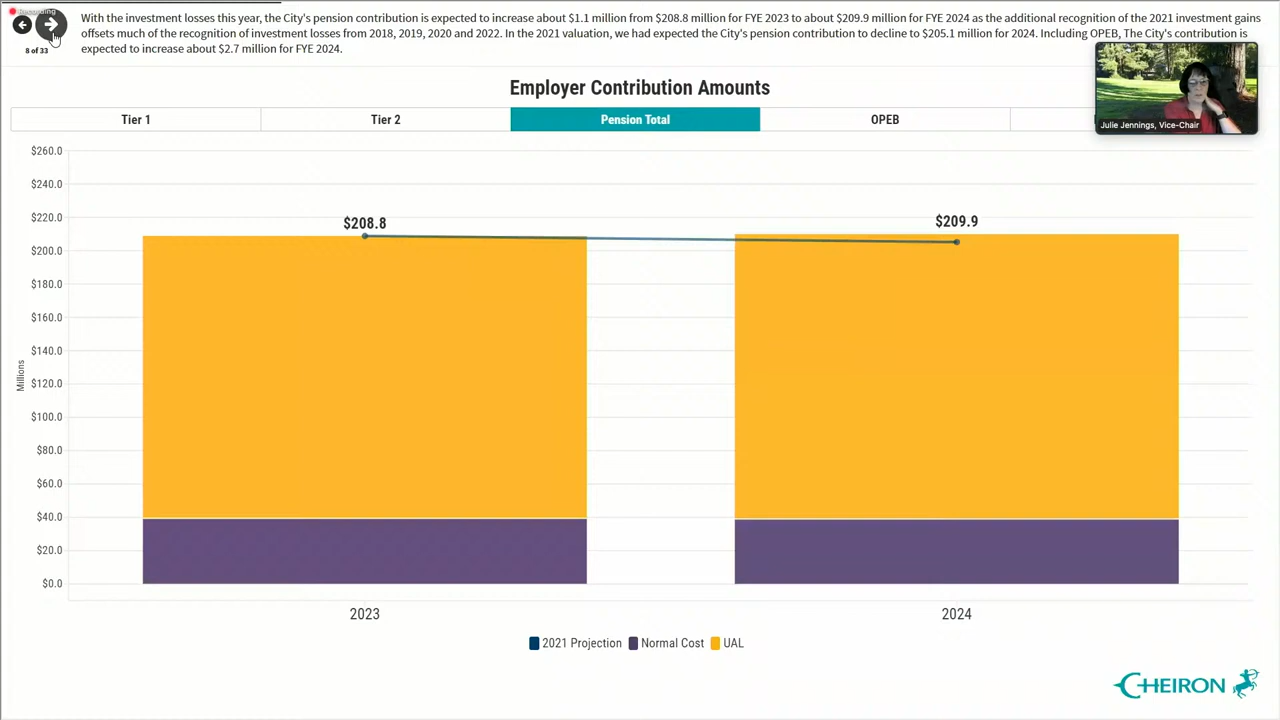 Recording
With the investment losses this year, the City's pension contribution is expected to increase about $1.1 million from $208.8 million for FYE 2023 to about $209.9 million for FYE 2024 as the additional recognition of the 2021 investment gains
offsets much of the recognition of investment losses from 2018, 2019, 2020 and 2022. In the 2021 valuation, we had expected the City's pension contribution to decline to $205.1 million for 2024. Including OPEB, The City's contribution is
expected to increase about $2.7 million for FYE 2024.
8 of 33
Julie Jennings, Vice-Chair
Employer Contribution Amounts
Tier 1 Tier 2 Pension Total OPEB
$260.0
$240.0
$220.0
$200.0
$180.0
$160.0
$140.0
$120.0
$100.0
$80.0
$60.0
$40.0
$20.0
$0.0
Millions
$208.8
$209.9
2023 2024
2021 Projection Normal Cost UAL
CHEIRON